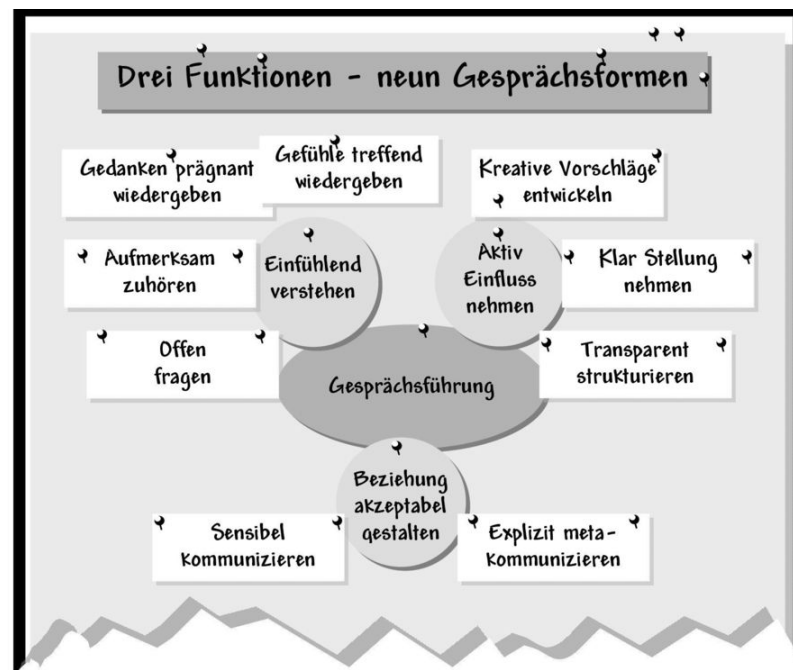 Drei Funktionen - neun Gesprächsformen
Gedanken prägnant
wiedergeben
Gefühle treffend
wiedergeben
Kreative Vorschläge
entwickeln
Aufmerksam
zuhören
Einfühlend
verstehen
Aktiv
Einfluss
nehmen
Klar Stellung
nehmen
Offen
fragen
Gesprächsführung
Transparent
strukturieren
Beziehung
akzeptabel
gestalten
Sensibel
kommunizieren
Explizit meta-
kommunizieren